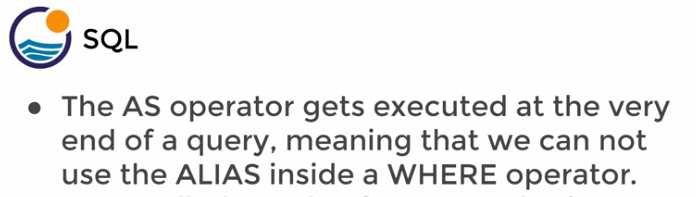 SQL
● The AS operator gets executed at the very
end of a query, meaning that we can not
use the ALIAS inside a WHERE operator.